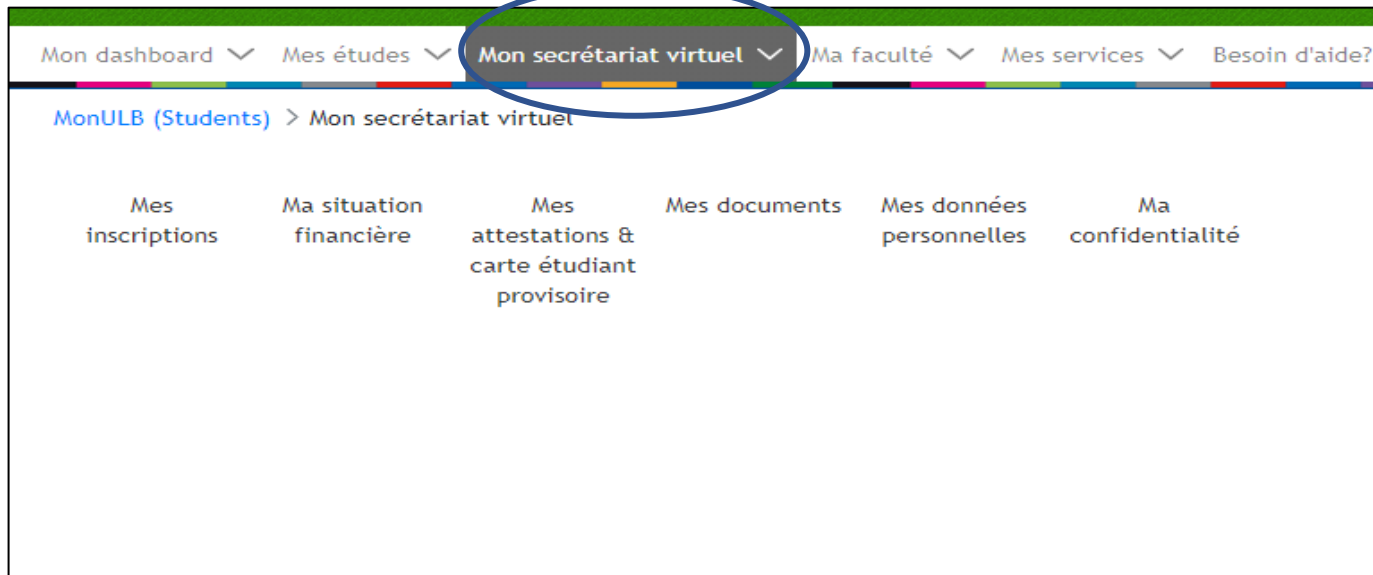 Mon dashboard Mes études Mon secrétariat virtuel Ma faculté Mes services Besoin d'aide?
MonULB (Students) > Mon secrétariat virtuel
Mes
inscriptions
Ma situation
financière
Mes
attestations &
carte étudiant
provisoire
Mes documents
Mes données
personnelles
Ma
confidentialité